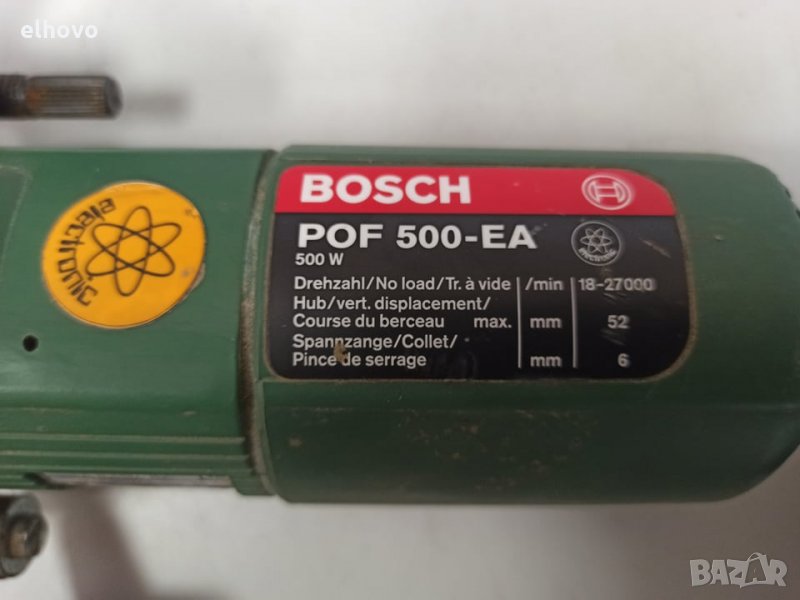 elhovo
electronic
BOSCH
POF 500-EA
electronic
500 W
Drehzahl/No load/Tr. à vide /min 18-27000
Hub/vert. displacement/
Course du berceau max. mm 52
Spannzange/Collet/
Pince de serrage mm 6
BAZAR